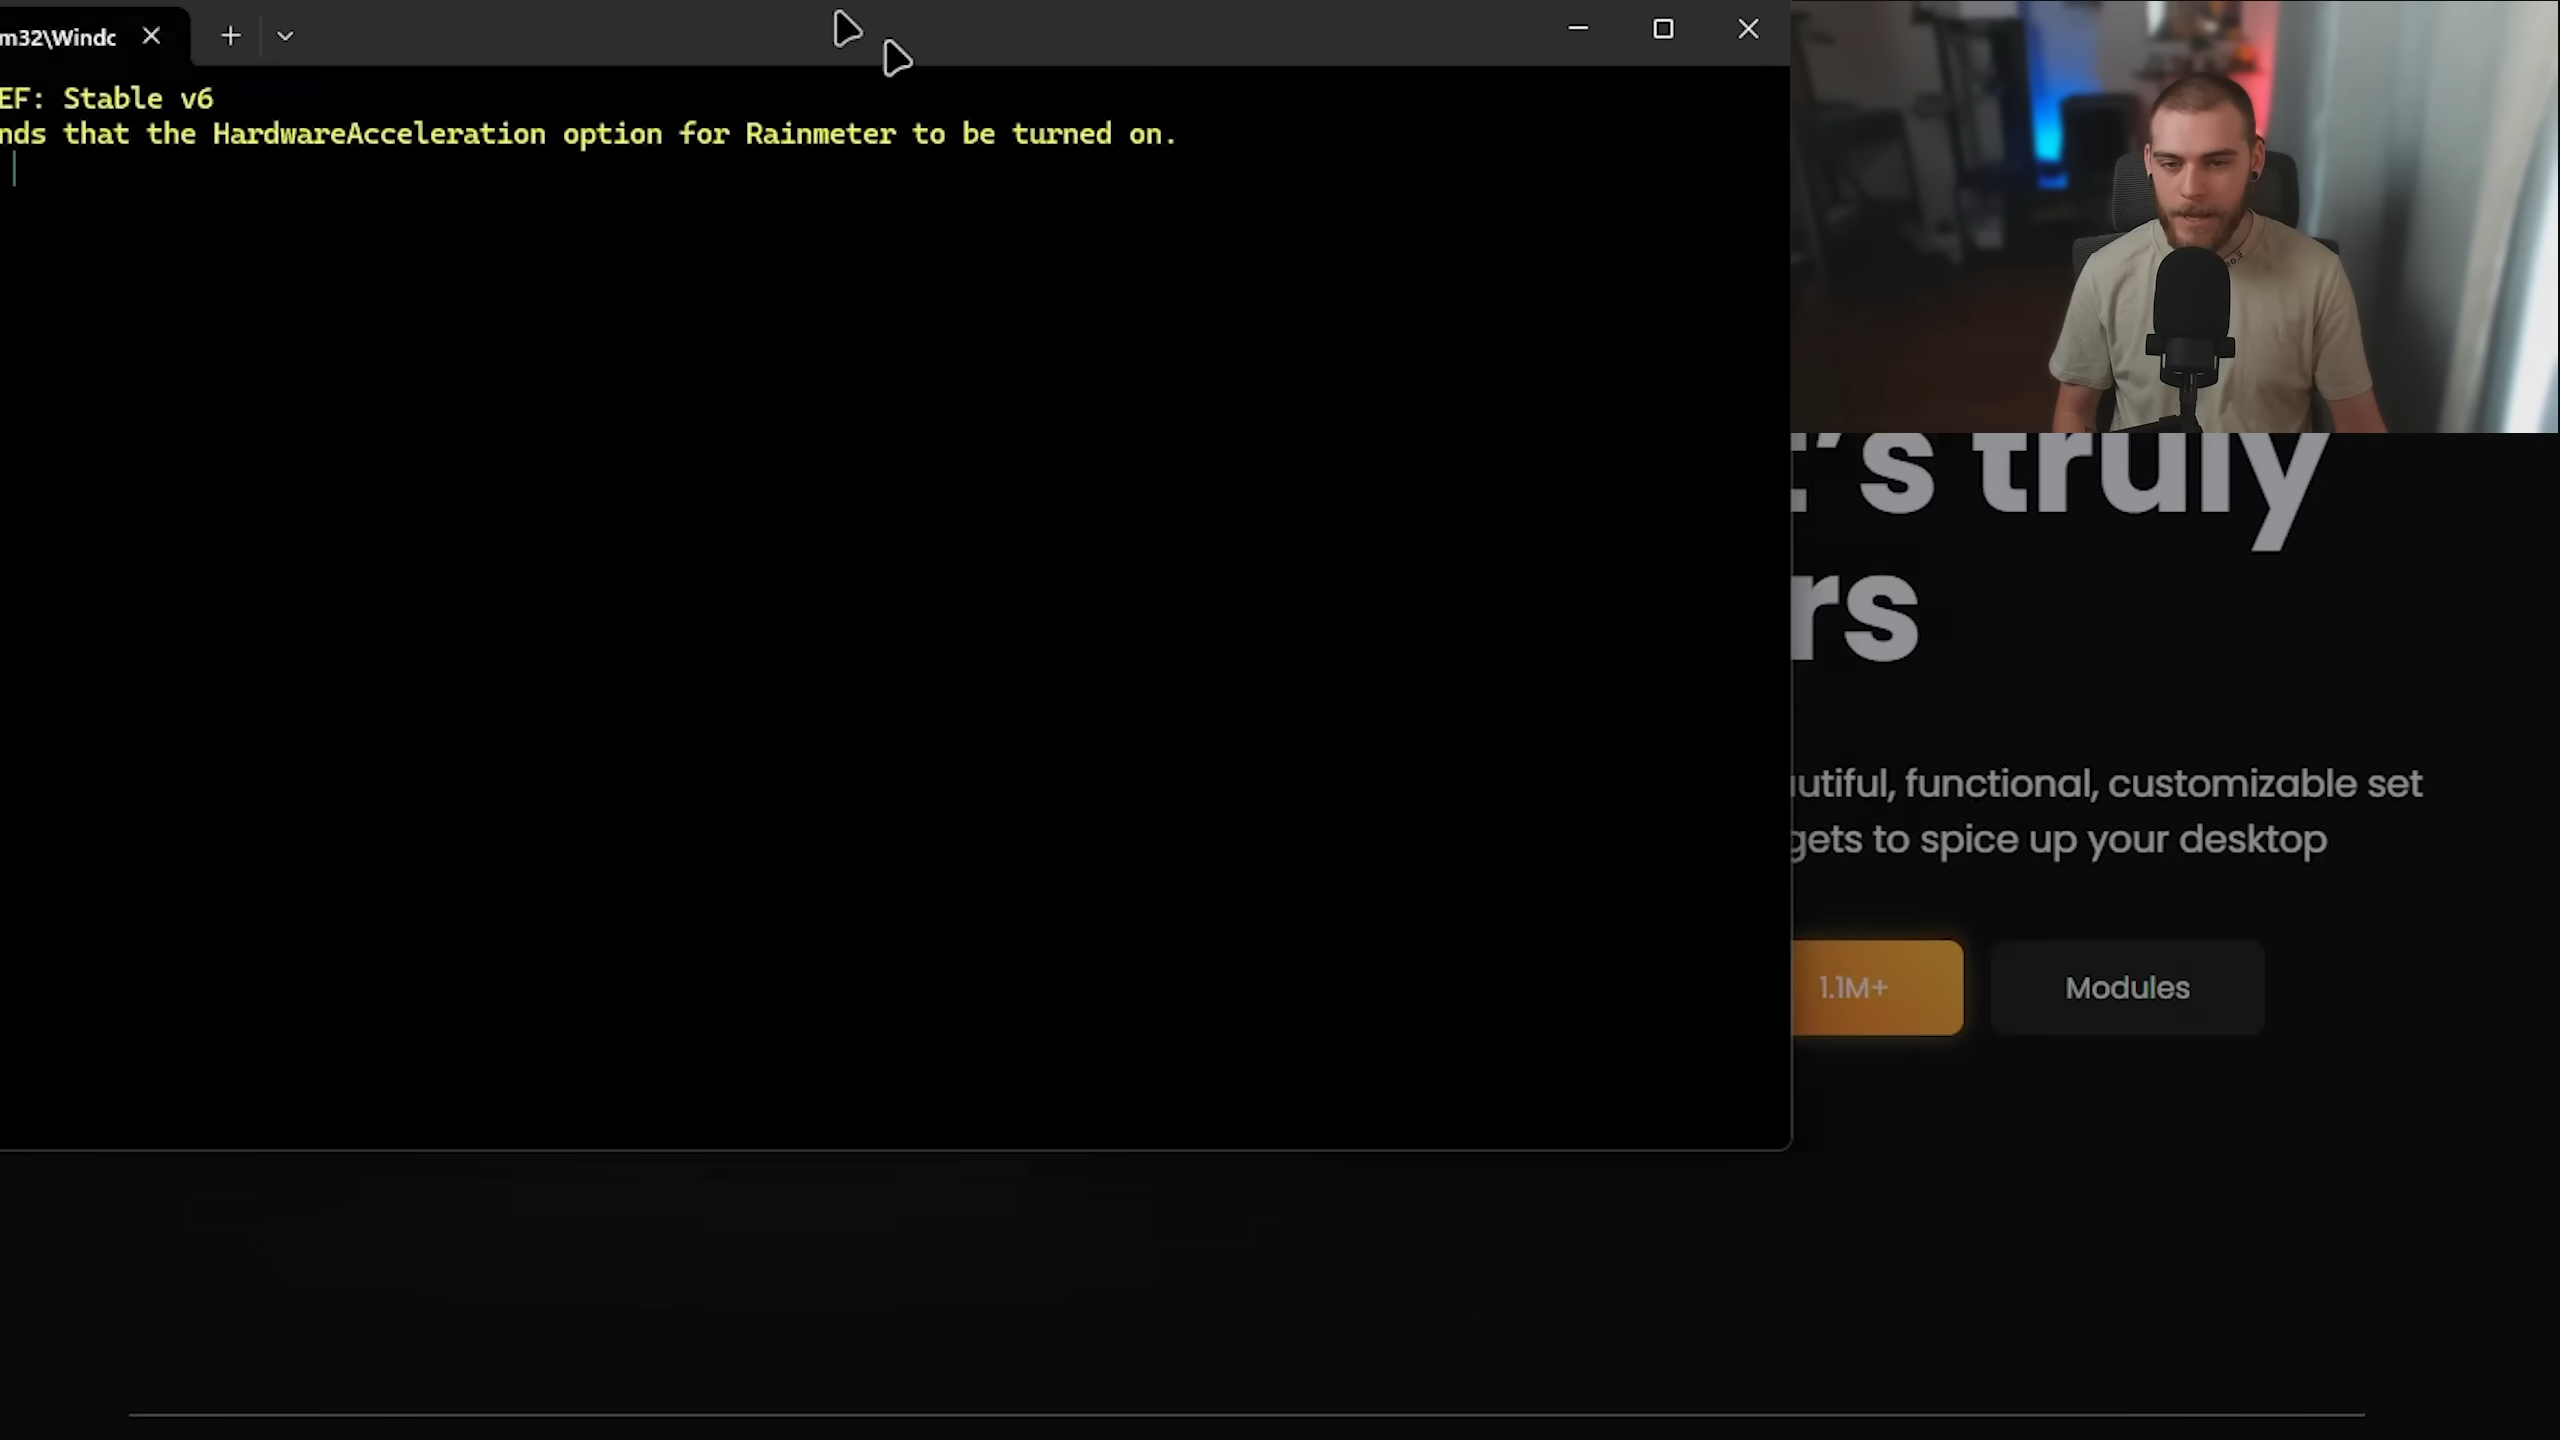 m32\Windc
EF: Stable v6
nds that the HardwareAcceleration option for Rainmeter to be turned on.
t's truly
rs
utiful, functional, customizable set
gets to spice up your desktop
1.1M+
Modules